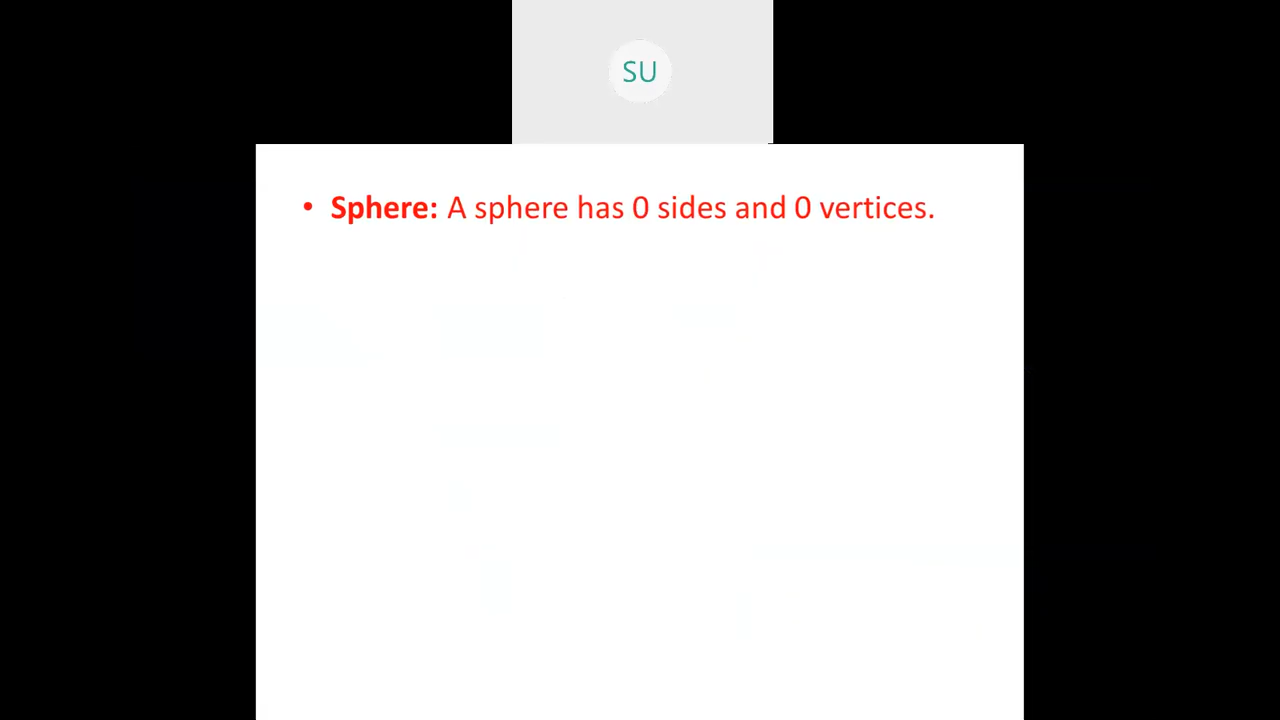 SU
• Sphere: A sphere has 0 sides and 0 vertices.